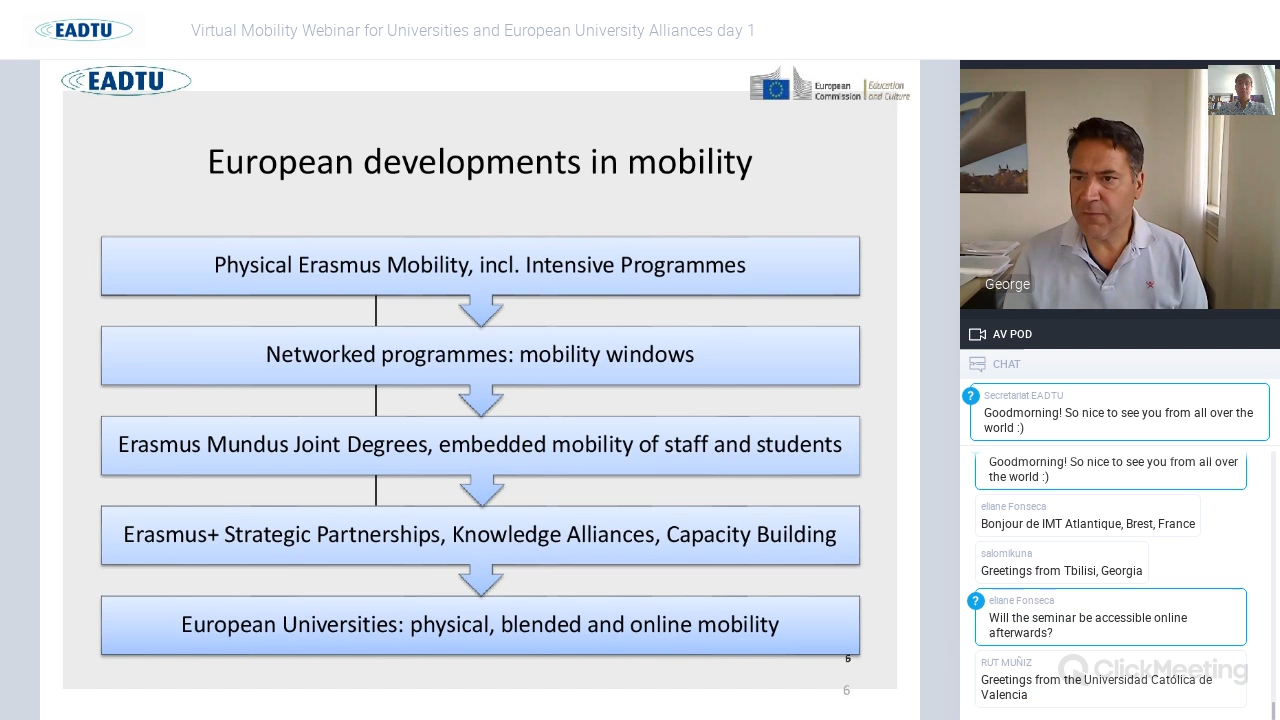 EADTU
Virtual Mobility Webinar for Universities and European University Alliances day 1
EADTU
European
Commission
Education
and Culture
European developments in mobility
Physical Erasmus Mobility, incl. Intensive Programmes
Networked programmes: mobility windows
Erasmus Mundus Joint Degrees, embedded mobility of staff and students
Erasmus+ Strategic Partnerships, Knowledge Alliances, Capacity Building
European Universities: physical, blended and online mobility
6
6
George
AV POD
CHAT
?
Secretariat EADTU
Goodmorning! So nice to see you from all over the
world :)
Goodmorning! So nice to see you from all over
the world :)
eliane Fonseca
Bonjour de IMT Atlantique, Brest, France
salomikuna
Greetings from Tbilisi, Georgia
?
eliane Fonseca
Will the seminar be accessible online
afterwards?
RUT MUÑIZ
Greetings from the Universidad Católica de
Valencia
ClickMeeting